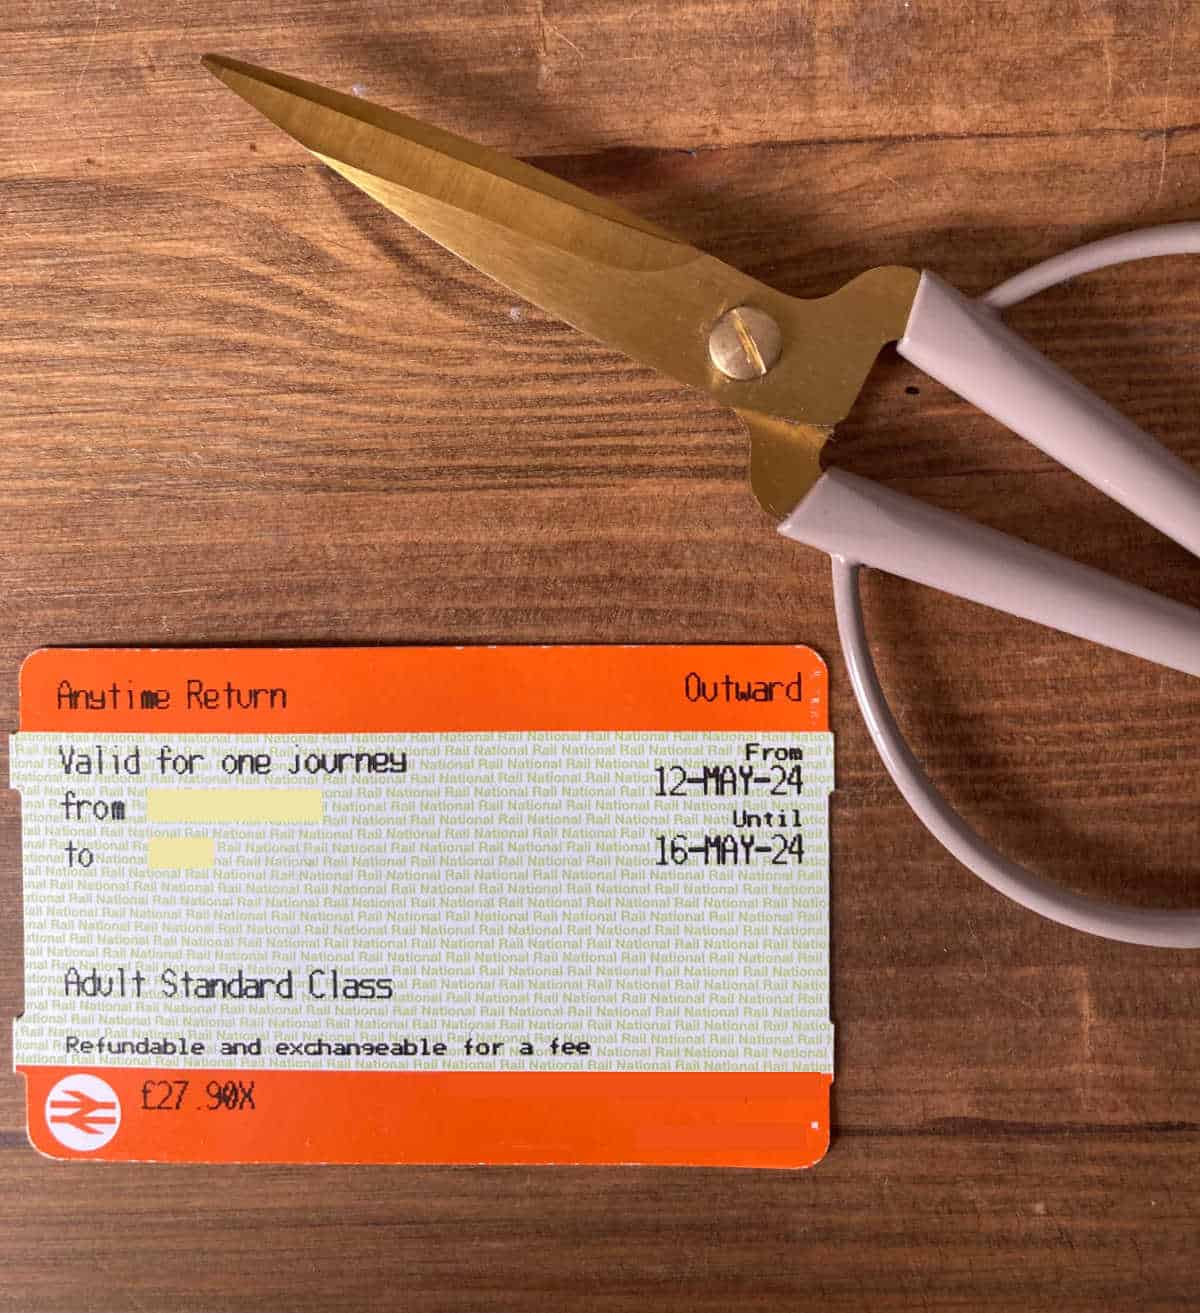 Anytime Return
Outward
Valid for one journey
From
12-MAY-24
from
Until
to
16-MAY-24
Adult Standard Class
Refundable and exchangeable for a fee
£27.90X